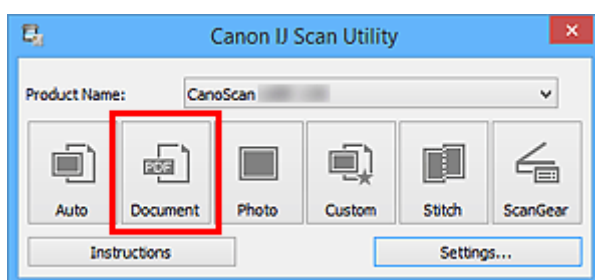 Canon IJ Scan Utility
Product Name: CanoScan
PDF
Auto Document Photo Custom Stitch ScanGear
Instructions Settings...